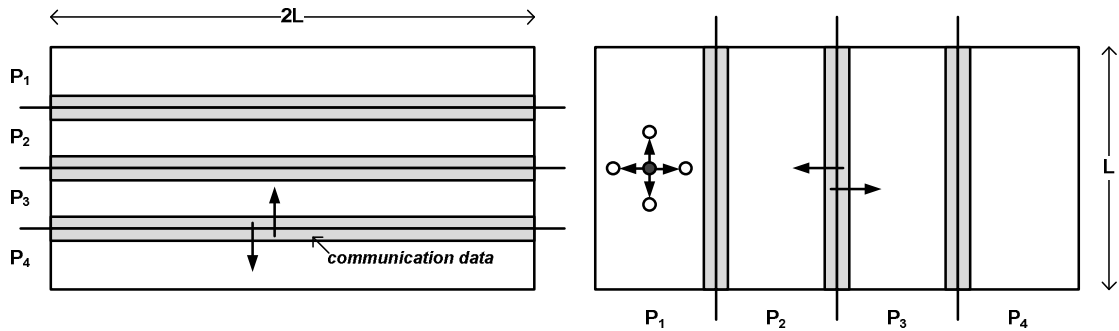 2L
P1
P2
P3
P4
communication data
L
P1 P2 P3 P4